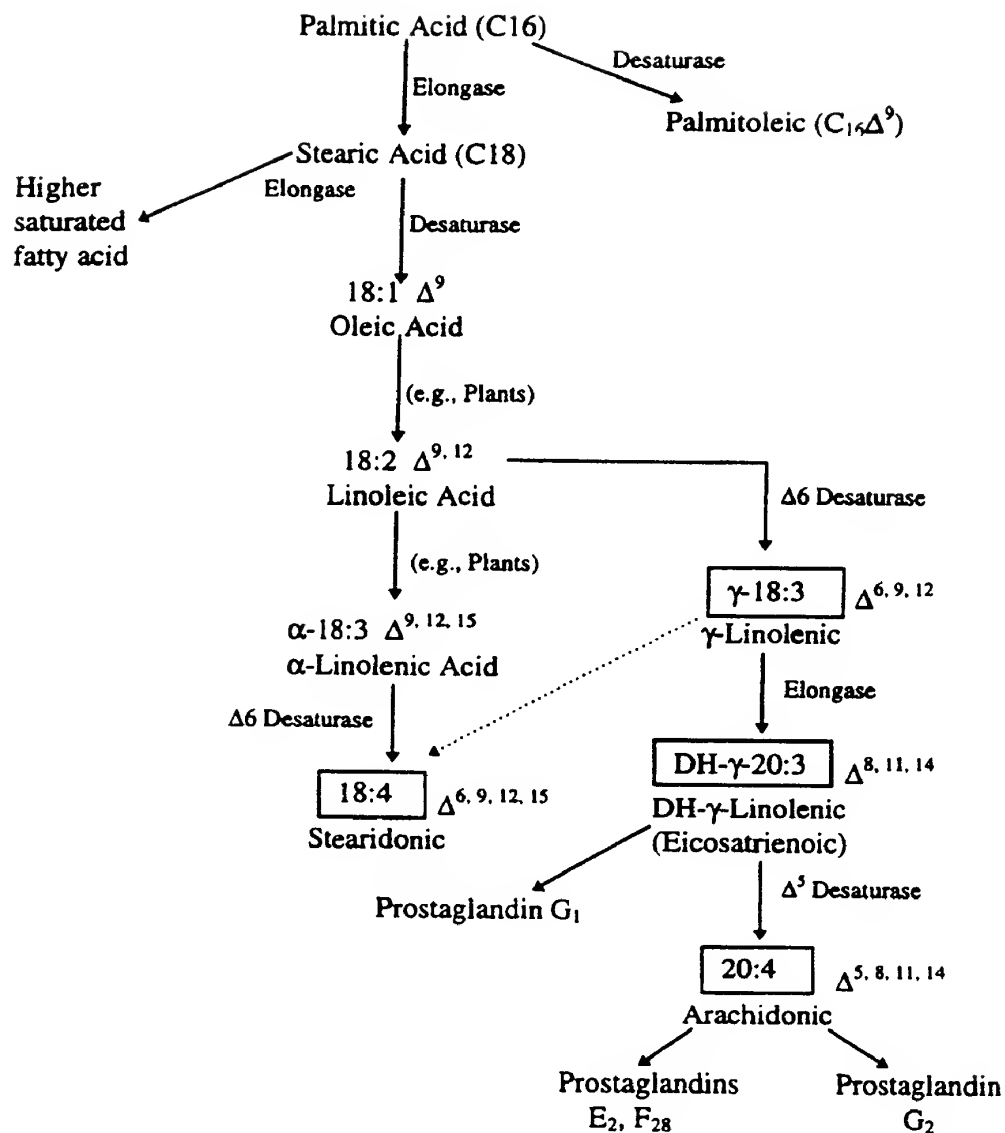 Palmitic Acid (C16)
Desaturase
Elongase
Palmitoleic (C₁₆Δ⁹)
Stearic Acid (C18)
Elongase
Higher
saturated
fatty acid
Desaturase
18:1 Δ⁹
Oleic Acid
(e.g., Plants)
18:2 Δ⁹, ¹²
Linoleic Acid
Δ6 Desaturase
(e.g., Plants)
γ-18:3 Δ⁶, ⁹, ¹²
γ-Linolenic
α-18:3 Δ⁹, ¹², ¹⁵
α-Linolenic Acid
Elongase
Δ6 Desaturase
DH-γ-20:3 Δ⁸, ¹¹, ¹⁴
18:4 Δ⁶, ⁹, ¹², ¹⁵
DH-γ-Linolenic
Stearidonic
(Eicosatrienoic)
Δ⁵ Desaturase
Prostaglandin G₁
20:4 Δ⁵, ⁸, ¹¹, ¹⁴
Arachidonic
Prostaglandins
E₂, F₂₈
Prostaglandin
G₂